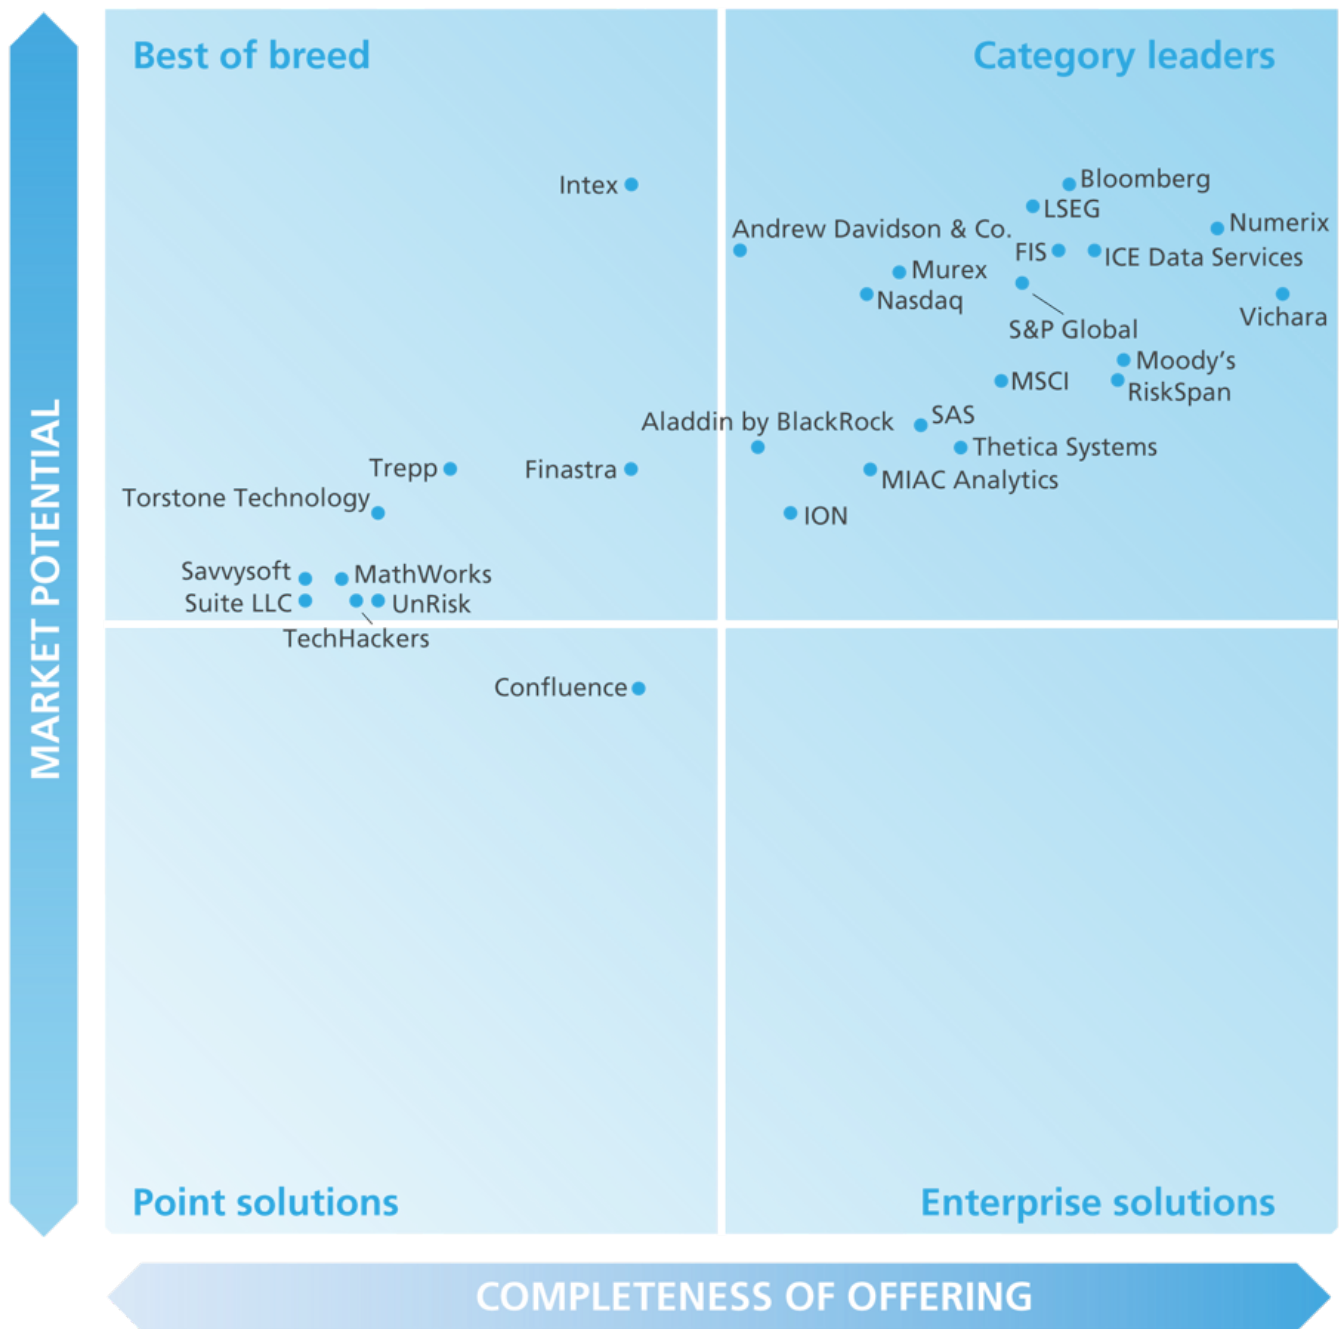 Best of breed
Category leaders
Intex
Bloomberg
LSEG
Numerix
Andrew Davidson & Co.
FIS
ICE Data Services
Murex
Nasdaq
S&P Global
Vichara
Moody’s
MSCI
RiskSpan
Aladdin by BlackRock
SAS
Thetica Systems
Trepp
Finastra
MIAC Analytics
Torstone Technology
ION
Savvysoft
MathWorks
Suite LLC
UnRisk
TechHackers
Confluence
MARKET POTENTIAL
Point solutions
Enterprise solutions
COMPLETENESS OF OFFERING